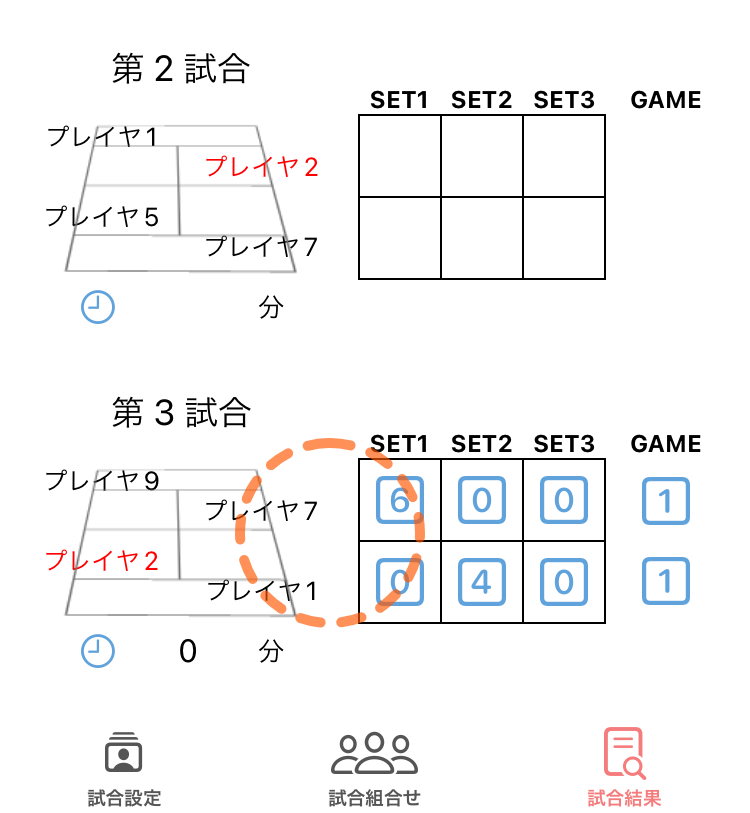 第 2 試合
SET1 SET2 SET3 GAME
プレイヤ1
プレイヤ2
プレイヤ5
プレイヤ7
分
第 3 試合
SET1 SET2 SET3 GAME
プレイヤ9
プレイヤ7
6 0 0 1
プレイヤ2
プレイヤ1
0 4 0 1
0 分
試合設定 試合組合せ 試合結果